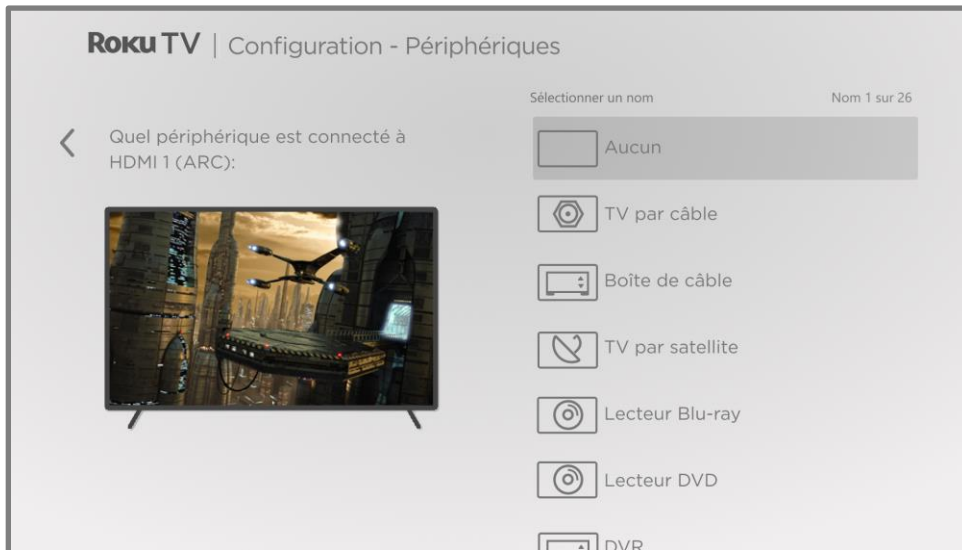 Roku TV | Configuration - Périphériques
Sélectionner un nom Nom 1 sur 26
Quel périphérique est connecté à
HDMI 1 (ARC):
Aucun
TV par câble
Boîte de câble
TV par satellite
Lecteur Blu-ray
Lecteur DVD
DVR